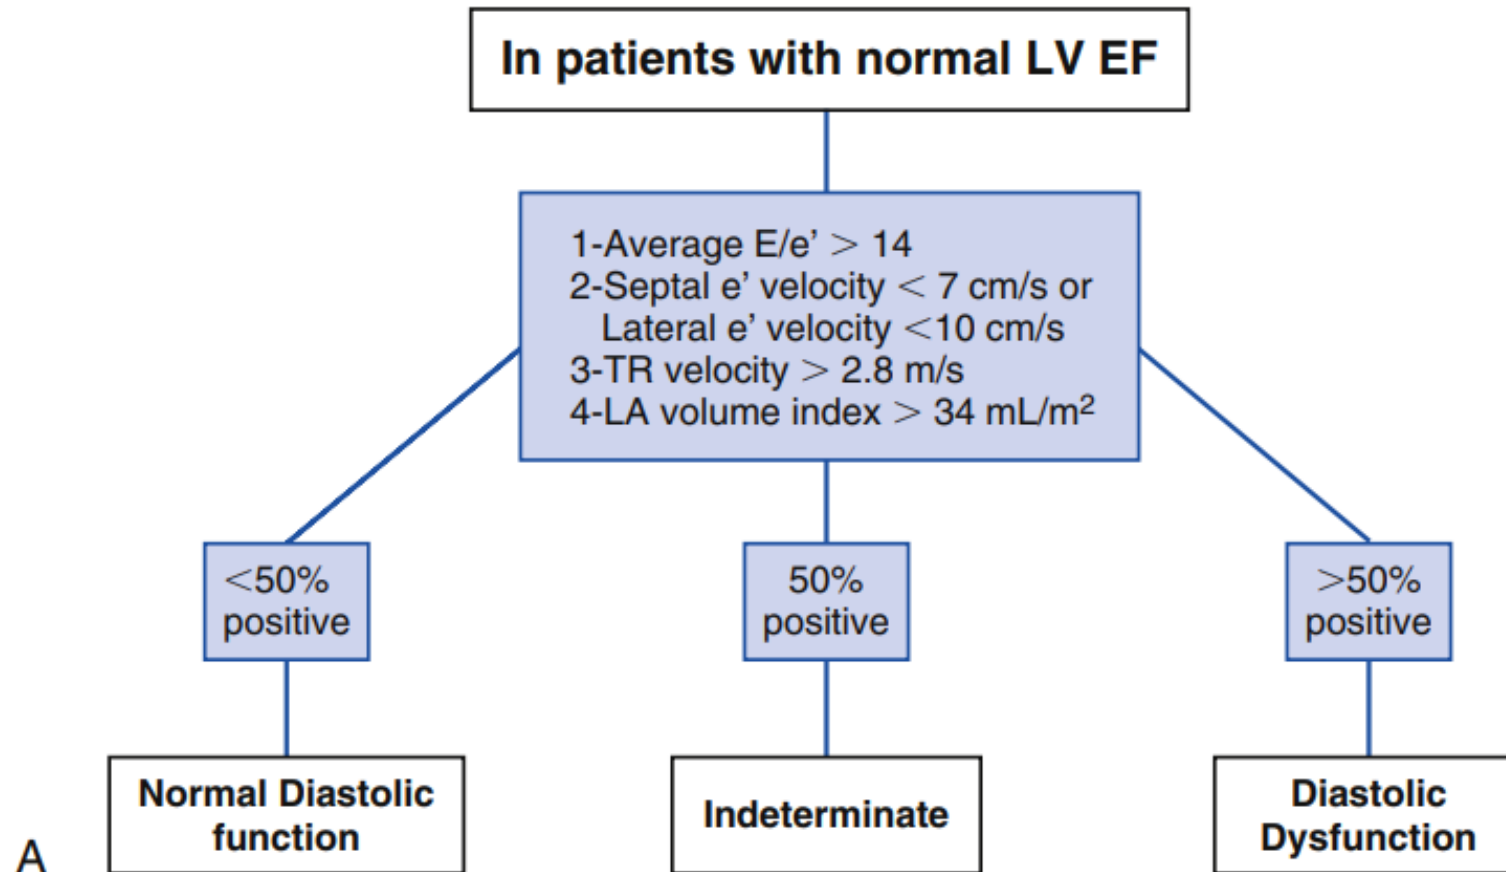 In patients with normal LV EF
1-Average E/e’ > 14
2-Septal e’ velocity < 7 cm/s or
Lateral e’ velocity <10 cm/s
3-TR velocity > 2.8 m/s
4-LA volume index > 34 mL/m²
<50%
positive
50%
positive
>50%
positive
Normal Diastolic
function
Indeterminate
Diastolic
Dysfunction
A